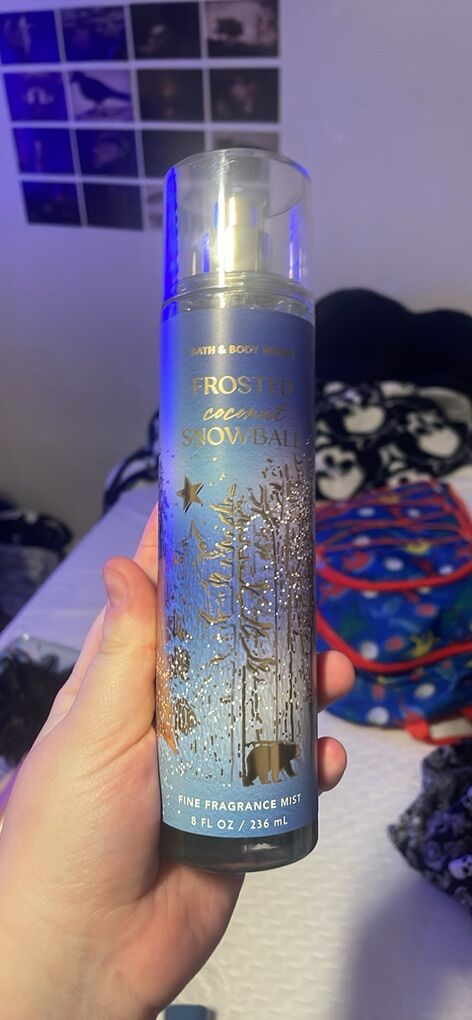 BATH & BODY WORKS
FROSTED
coconut
SNOWBALL
FINE FRAGRANCE MIST
8 FL OZ / 236 mL